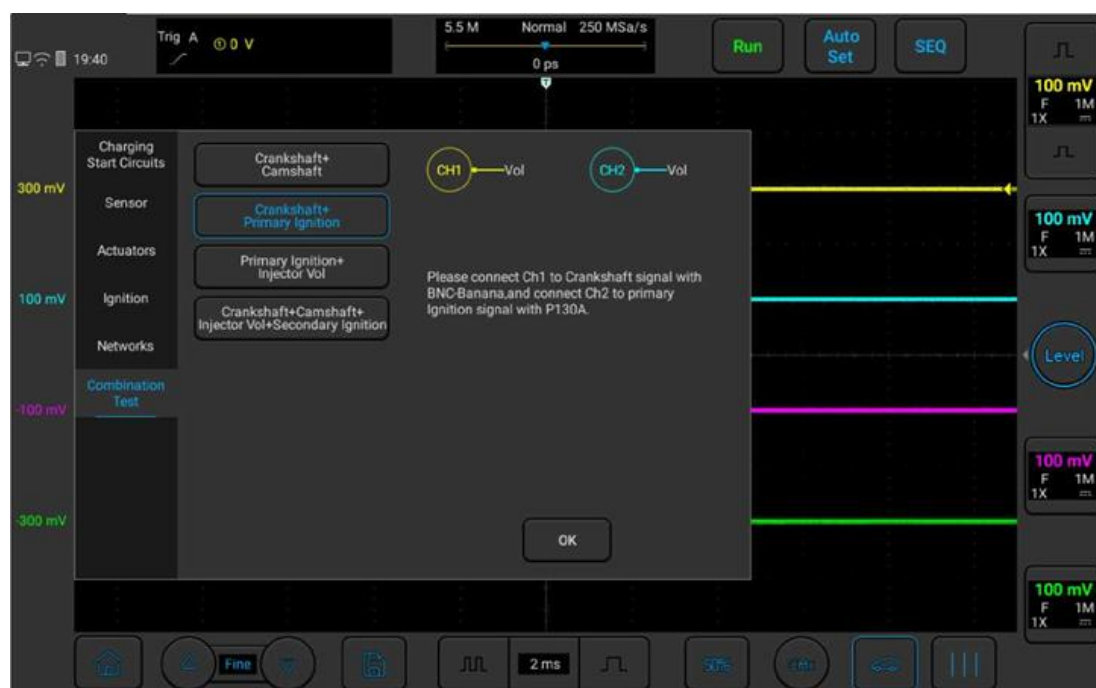 19:40
Trig A ① 0 V
5.5 M Normal 250 MSa/s
0 ps
T
Run
Auto
Set
SEQ
100 mV
F 1M
1X
300 mV
100 mV
-100 mV
-300 mV
Charging
Start Circuits
Sensor
Actuators
Ignition
Networks
Combination
Test
Crankshaft+
Camshaft
Crankshaft+
Primary Ignition
Primary Ignition+
Injector Vol
Crankshaft+Camshaft+
Injector Vol+Secondary Ignition
CH1 Vol
CH2 Vol
Please connect Ch1 to Crankshaft signal with
BNC-Banana,and connect Ch2 to primary
Ignition signal with P130A.
OK
100 mV
F 1M
1X
Level
100 mV
F 1M
1X
100 mV
F 1M
1X
Fine
2 ms
50%